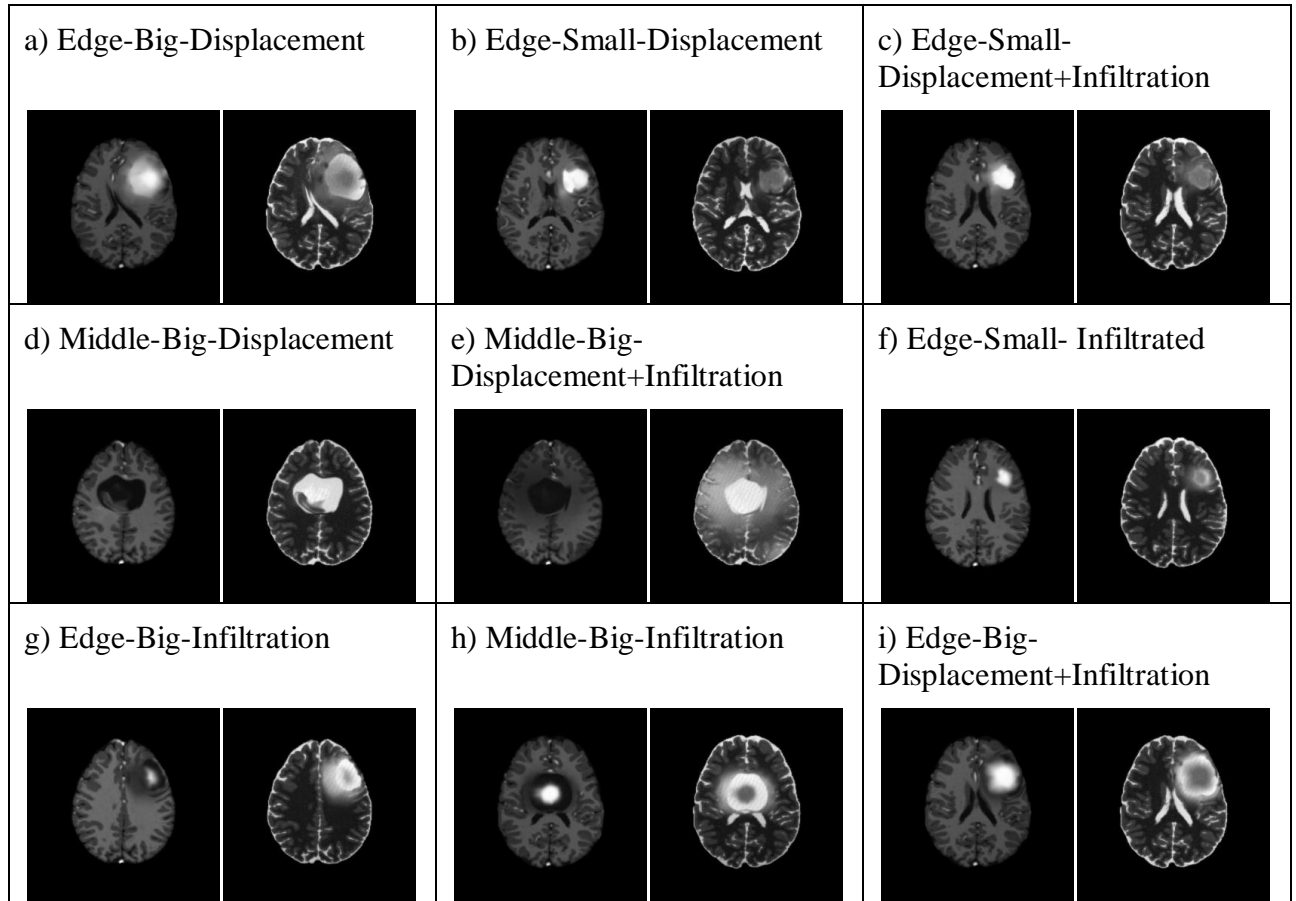 a) Edge-Big-Displacement
b) Edge-Small-Displacement
c) Edge-Small-
Displacement+Infiltration
d) Middle-Big-Displacement
e) Middle-Big-
Displacement+Infiltration
f) Edge-Small- Infiltrated
g) Edge-Big-Infiltration
h) Middle-Big-Infiltration
i) Edge-Big-
Displacement+Infiltration